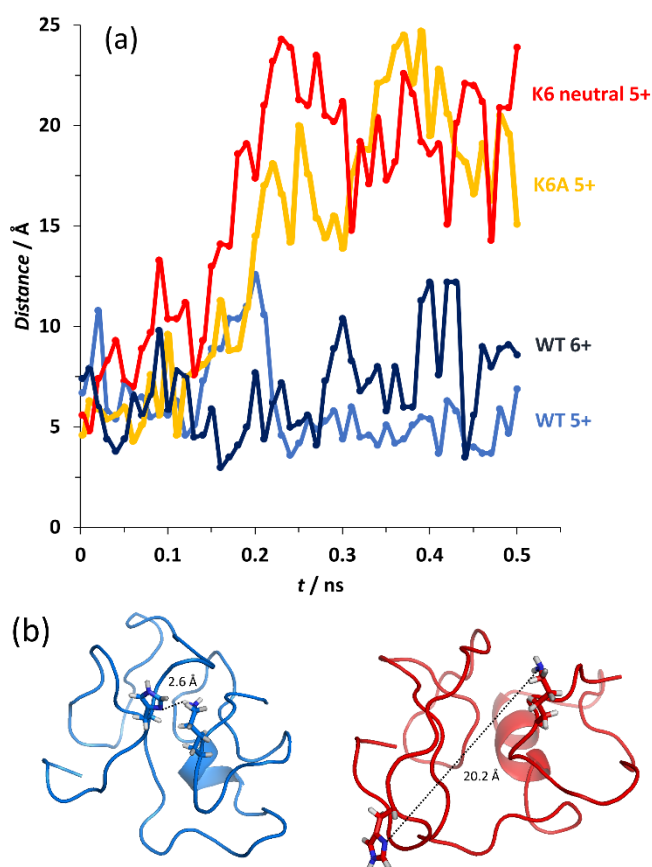 (a)
25
20
15
10
5
0
Distance / Å
0
0.1
0.2
0.3
0.4
0.5
t / ns
K6 neutral 5+
K6A 5+
WT 6+
WT 5+
(b)
2.6 Å
20.2 Å